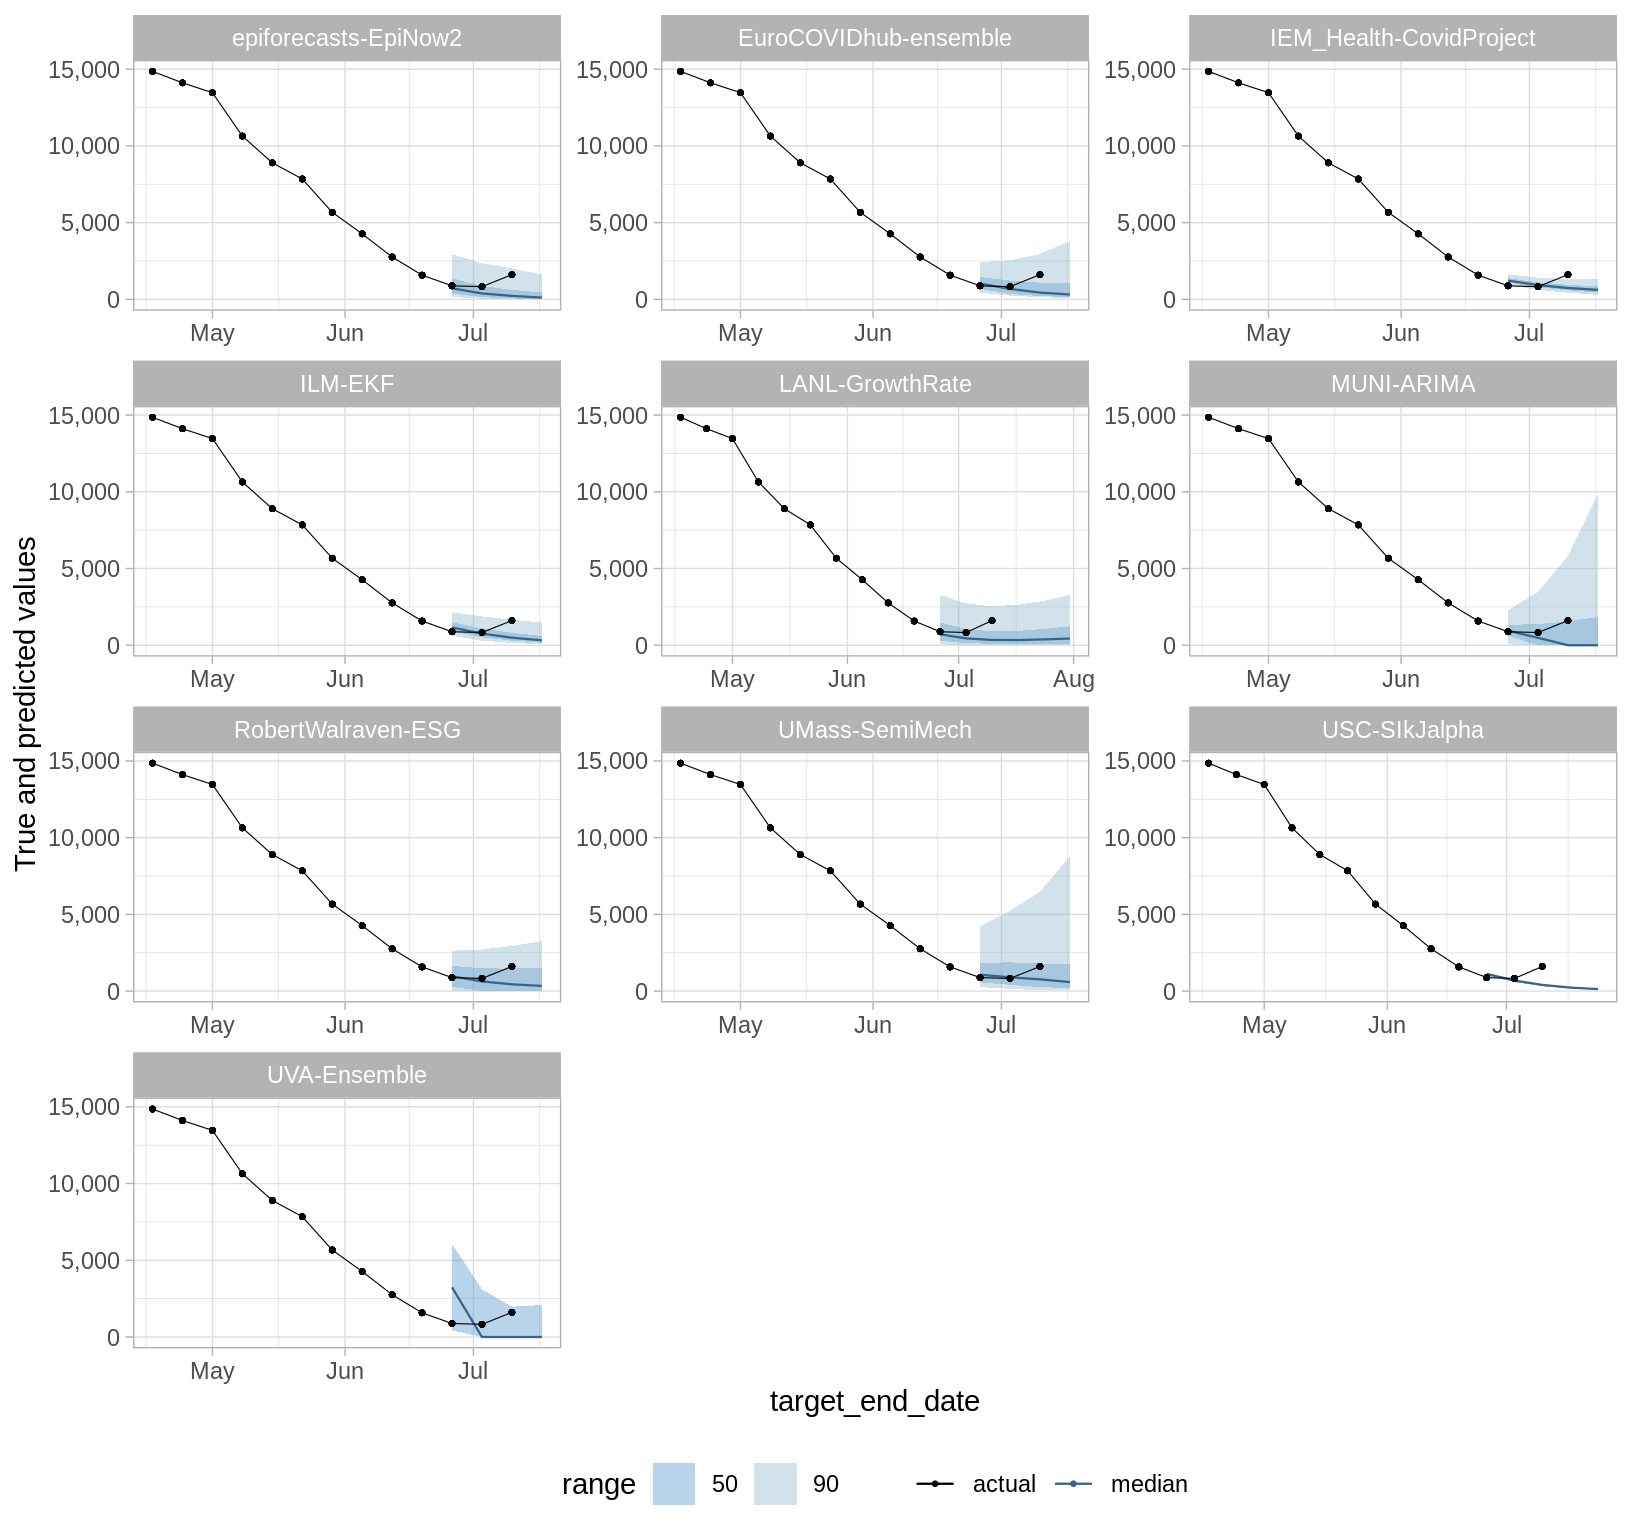 epiforecasts-EpiNow2 EuroCOVIDhub-ensemble IEM_Health-CovidProject
15,000 15,000 15,000
10,000 10,000 10,000
5,000 5,000 5,000
0 0 0
May Jun Jul May Jun Jul May Jun Jul
ILM-EKF LANL-GrowthRate MUNI-ARIMA
15,000 15,000 15,000
10,000 10,000 10,000
5,000 5,000 5,000
0 0 0
May Jun Jul May Jun Jul Aug May Jun Jul
True and predicted values
RobertWalraven-ESG UMass-SemiMech USC-SIkJalpha
15,000 15,000 15,000
10,000 10,000 10,000
5,000 5,000 5,000
0 0 0
May Jun Jul May Jun Jul May Jun Jul
UVA-Ensemble
15,000
10,000
5,000
0
May Jun Jul
target_end_date
range 50 90 actual median